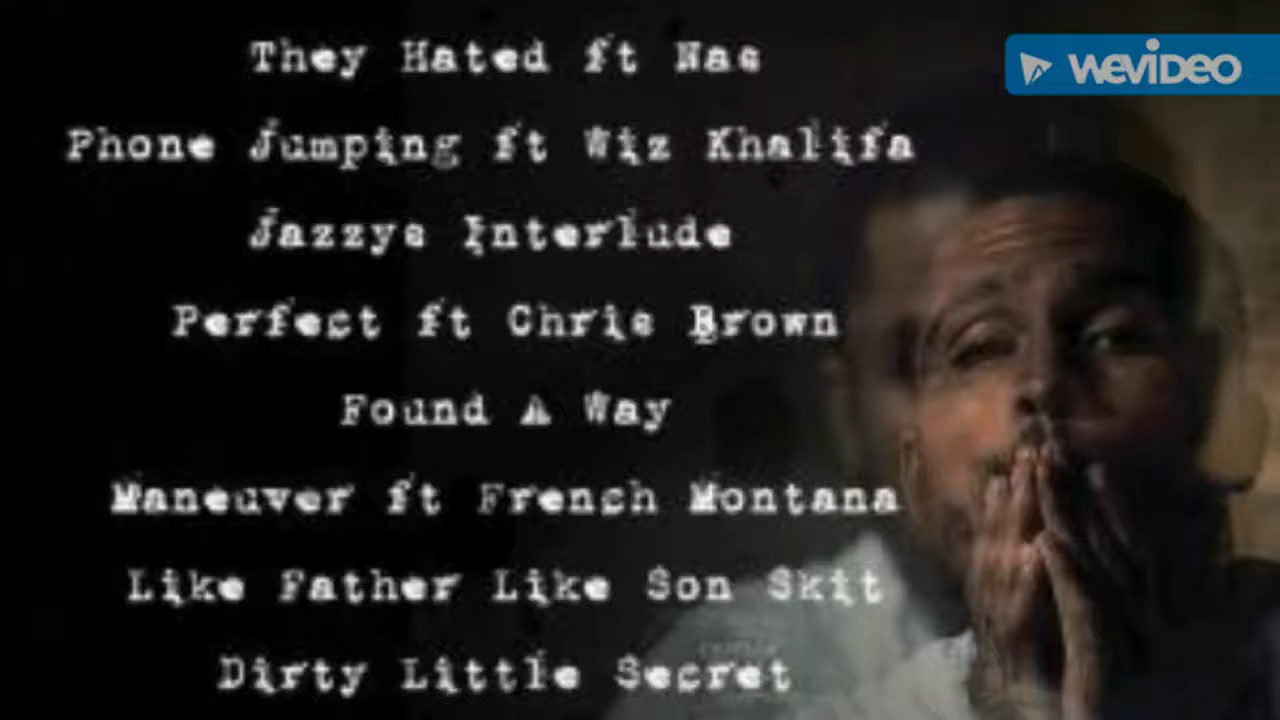 They Hated ft Nas
WEVIDEO
Phone Jumping ft Wiz Khalifa
Jazzys Interlude
Perfect ft Chris Brown
Found A Way
Maneuver ft French Montana
Like Father Like Son Skit
Dirty Little Secret